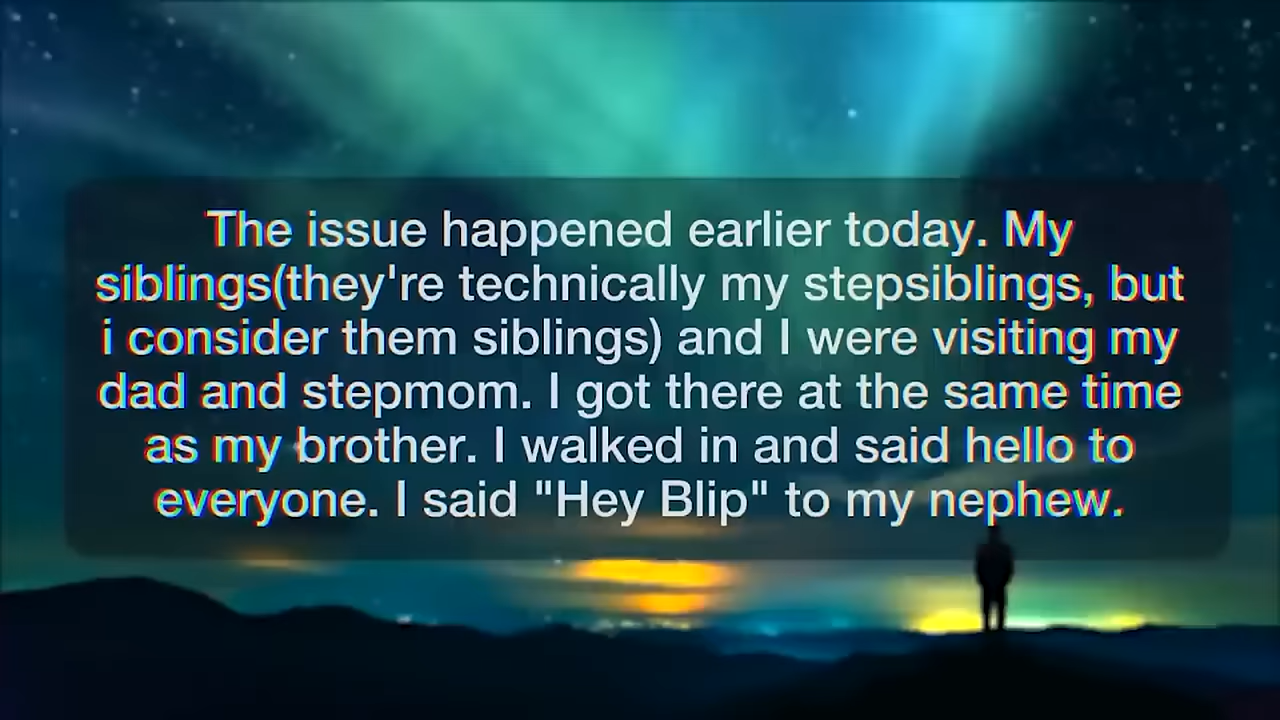 The issue happened earlier today. My
siblings(they're technically my stepsiblings, but
i consider them siblings) and I were visiting my
dad and stepmom. I got there at the same time
as my brother. I walked in and said hello to
everyone. I said "Hey Blip" to my nephew.